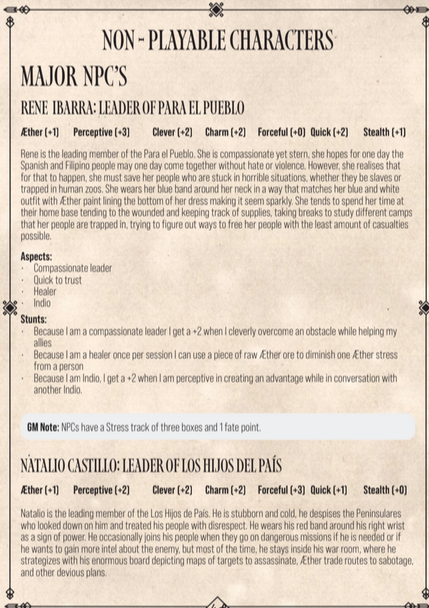 NON - PLAYABLE CHARACTERS
MAJOR NPC'S
RENE IBARRA: LEADER OF PARA EL PUEBLO
Æther (+1) Perceptive (+3) Clever (+2) Charm (+2) Forceful (+0) Quick (+2) Stealth (+1)
Rene is the leading member of the Para el Pueblo. She is compassionate yet stern, she hopes for one day the
Spanish and Filipino people may one day come together without hate or violence. However, she realises that
for that to happen, she must save her people who are stuck in horrible situations, whether they be slaves or
trapped in human zoos. She wears her blue band around her neck in a way that matches her blue and white
outfit with Æther paint lining the bottom of her dress making it seem sparkly. She tends to spend her time at
their home base tending to the wounded and keeping track of supplies, taking breaks to study different camps
that her people are trapped in, trying to figure out ways to free her people with the least amount of casualties
possible.
Aspects:
· Compassionate leader
· Quick to trust
· Healer
· Indio
Stunts:
· Because I am a compassionate leader I get a +2 when I cleverly overcome an obstacle while helping my
allies
· Because I am a healer once per session I can use a piece of raw Æther ore to diminish one Æther stress
from a person
· Because I am Indio, I get a +2 when I am perceptive in creating an advantage while in conversation with
another Indio.
GM Note: NPCs have a Stress track of three boxes and 1 fate point.
NATALIO CASTILLO: LEADER OF LOS HIJOS DEL PAÍS
Æther (+1) Perceptive (+2) Clever (+2) Charm (+2) Forceful (+3) Quick (+1) Stealth (+0)
Natalio is the leading member of the Los Hijos de Pais. He is stubborn and cold, he despises the Peninsulares
who looked down on him and treated his people with disrespect. He wears his red band around his right wrist
as a sign of power. He occasionally joins his people when they go on dangerous missions if he is needed or if
he wants to gain more intel about the enemy, but most of the time, he stays inside his war room, where he
strategizes with his enormous board depicting maps of targets to assassinate, Æther trade routes to sabotage,
and other devious plans.